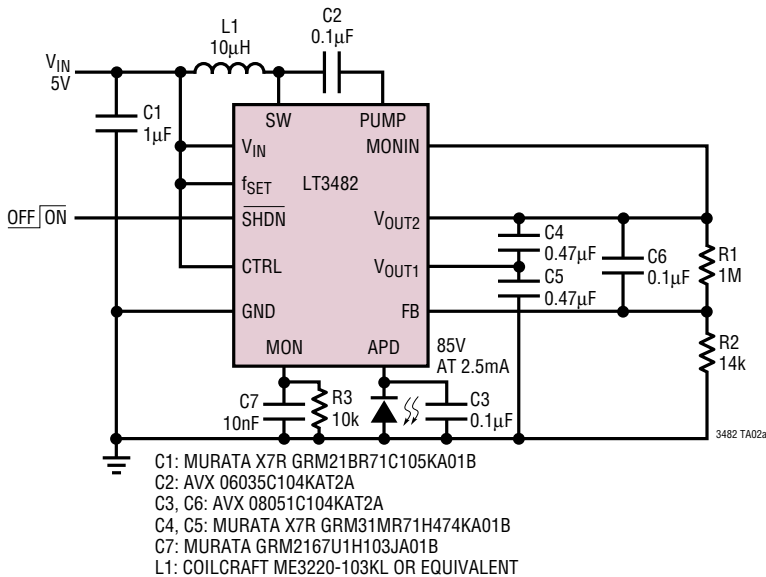 L1
10µH
C2
0.1µF
VIN
5V
C1
1µF
SW
PUMP
VIN
MONIN
fSET
LT3482
OFF ON
SHDN
VOUT2
C4
0.47µF
C6
0.1µF
R1
1M
CTRL
VOUT1
C5
0.47µF
GND
FB
R2
14k
MON
APD
85V
AT 2.5mA
C7
10nF
R3
10k
C3
0.1µF
3482 TA02a
C1: MURATA X7R GRM21BR71C105KA01B
C2: AVX 06035C104KAT2A
C3, C6: AVX 08051C104KAT2A
C4, C5: MURATA X7R GRM31MR71H474KA01B
C7: MURATA GRM2167U1H103JA01B
L1: COILCRAFT ME3220-103KL OR EQUIVALENT